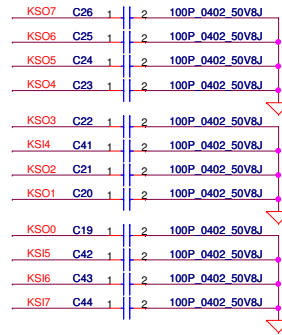 KSO7 C26 1 2 100P_0402_50V8J
KSO6 C25 1 2 100P_0402_50V8J
KSO5 C24 1 2 100P_0402_50V8J
KSO4 C23 1 2 100P_0402_50V8J
KSO3 C22 1 2 100P_0402_50V8J
KSI4 C41 1 2 100P_0402_50V8J
KSO2 C21 1 2 100P_0402_50V8J
KSO1 C20 1 2 100P_0402_50V8J
KSO0 C19 1 2 100P_0402_50V8J
KSI5 C42 1 2 100P_0402_50V8J
KSI6 C43 1 2 100P_0402_50V8J
KSI7 C44 1 2 100P_0402_50V8J